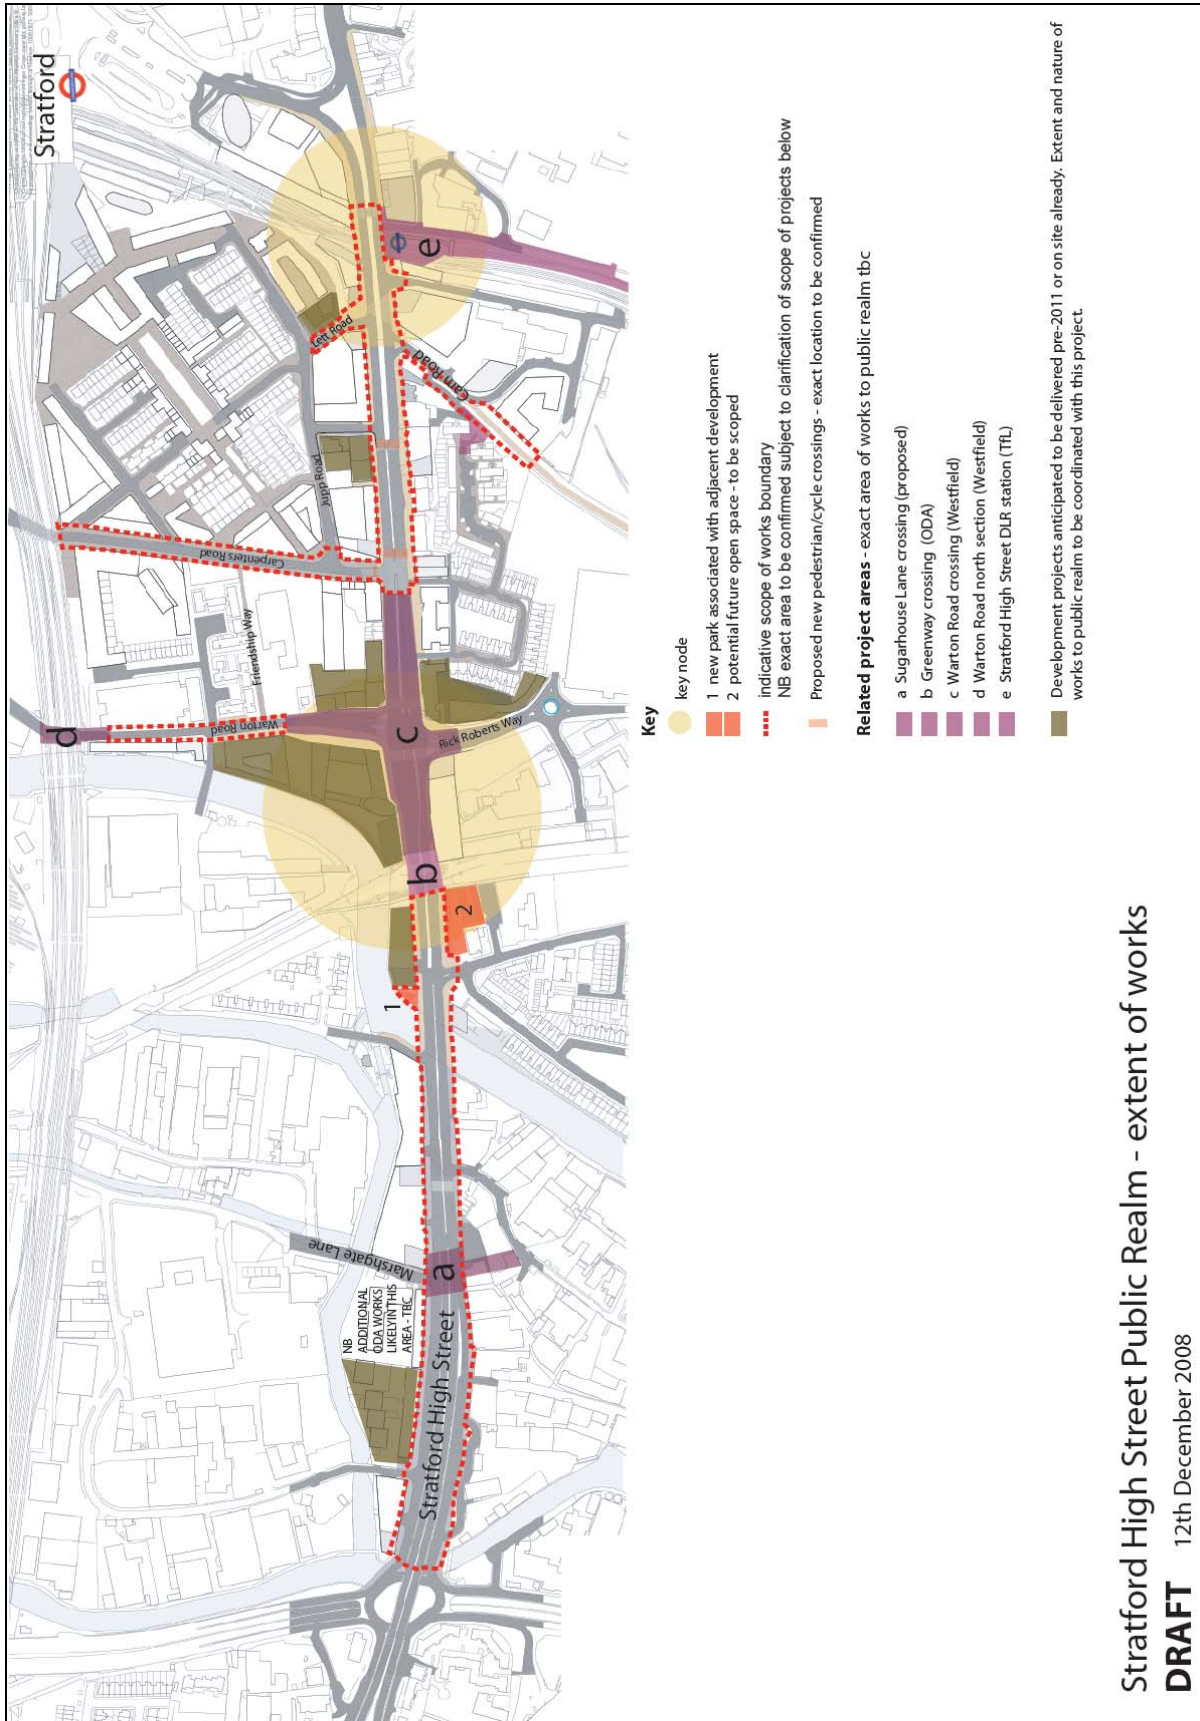 Stratford
d
Warton Road
Friendship Way
Carpenters Road
Jupp Road
Lett Road
Cam Road
e
c
Rick Roberts Way
b
2
1
Marshgate Lane
NB
ADDITIONAL
ODA WORKS
LIKELY IN THIS
AREA - TBC
a
Stratford High Street
Key
key node
1 new park associated with adjacent development
2 potential future open space - to be scoped
indicative scope of works boundary
NB exact area to be confirmed subject to clarification of scope of projects below
Proposed new pedestrian/cycle crossings - exact location to be confirmed
Related project areas - exact area of works to public realm tbc
a Sugarhouse Lane crossing (proposed)
b Greenway crossing (ODA)
c Warton Road crossing (Westfield)
d Warton Road north section (Westfield)
e Stratford High Street DLR station (TfL)
Development projects anticipated to be delivered pre-2011 or on site already. Extent and nature of
works to public realm to be coordinated with this project.
Stratford High Street Public Realm - extent of works
DRAFT 12th December 2008